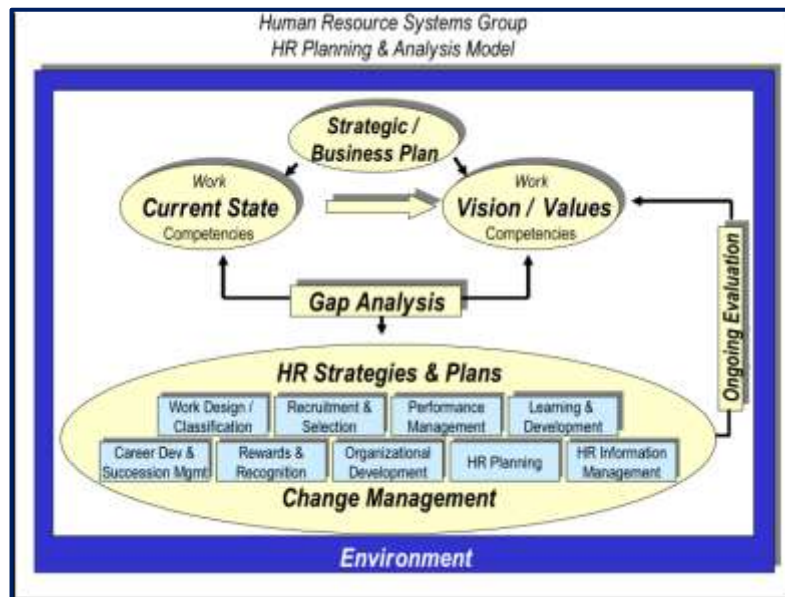 Human Resource Systems Group
HR Planning & Analysis Model
Strategic /
Business Plan
Work
Current State
Competencies
Work
Vision / Values
Competencies
Gap Analysis
Ongoing Evaluation
HR Strategies & Plans
Work Design /
Classification
Recruitment &
Selection
Performance
Management
Learning &
Development
Career Dev &
Succession Mgmt
Rewards &
Recognition
Organizational
Development
HR Planning
HR Information
Management
Change Management
Environment